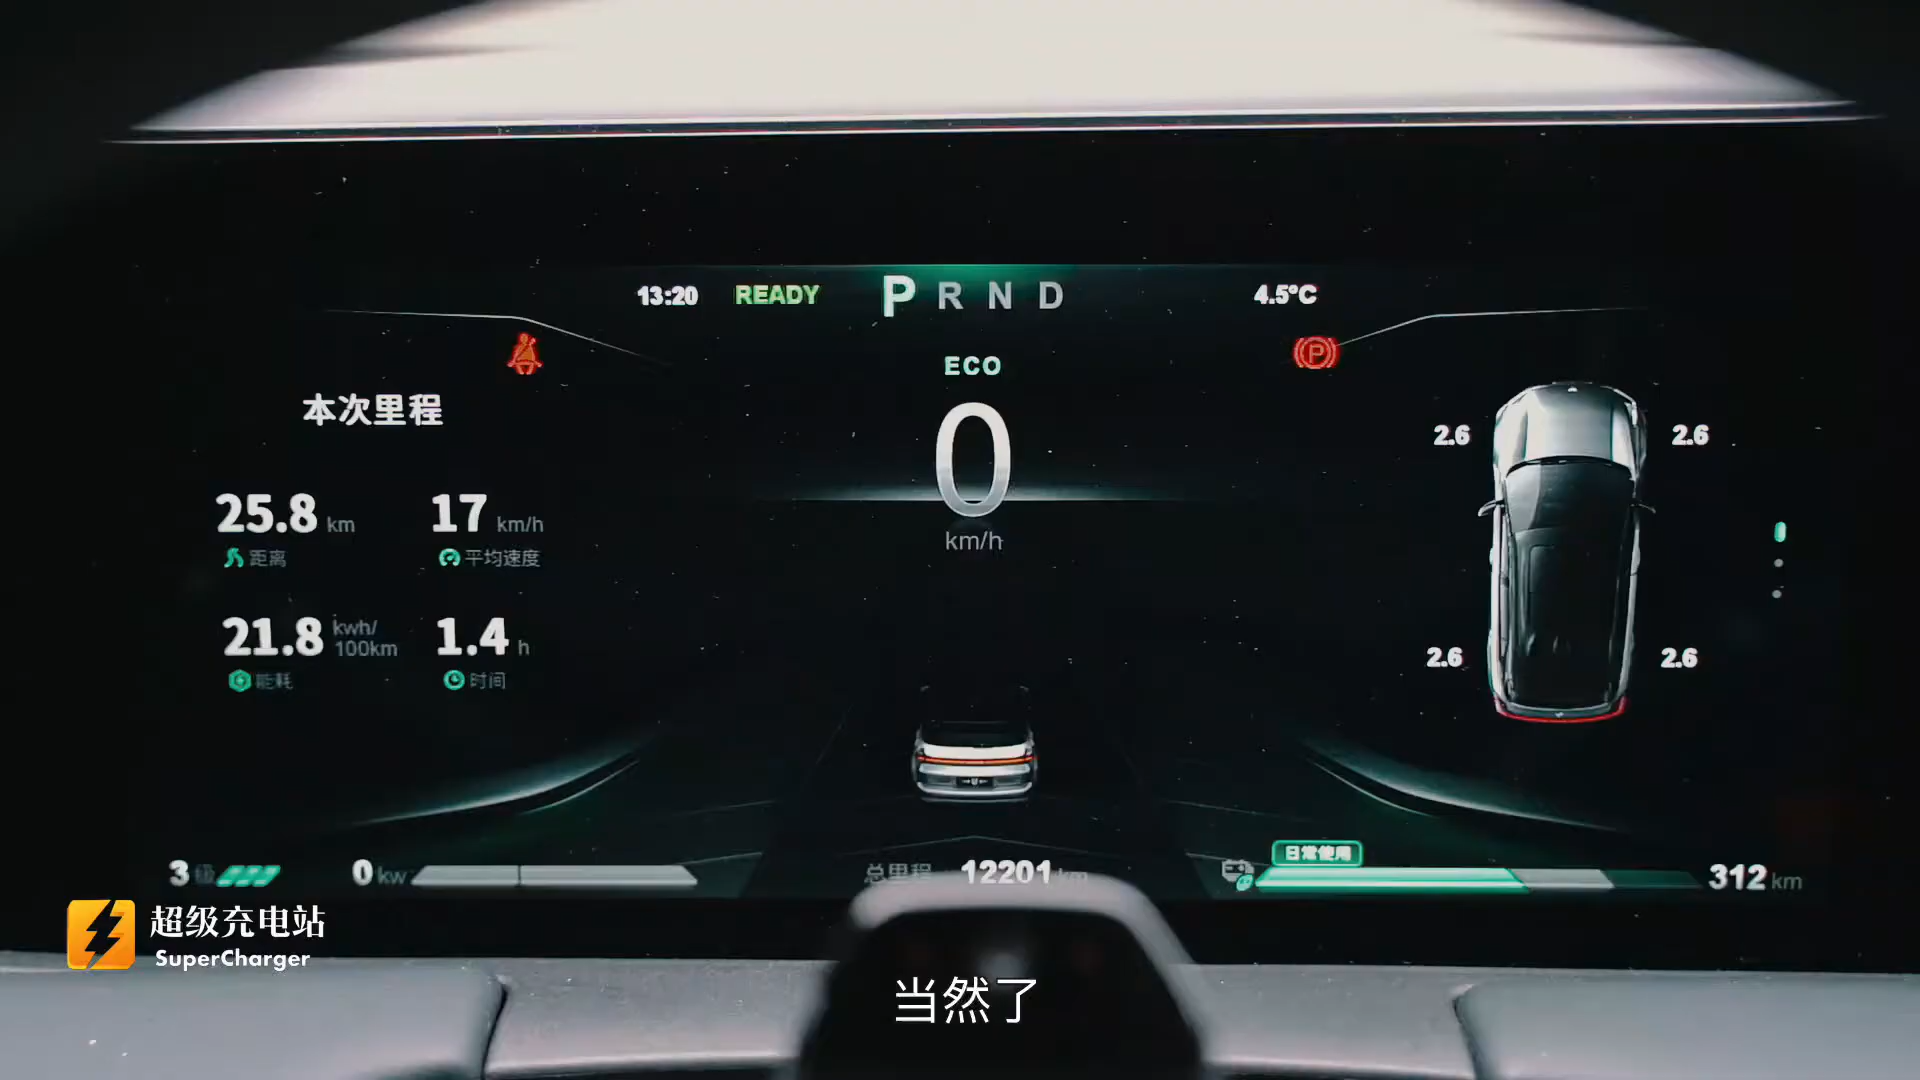 13:20 READY P R N D 4.5°C
ECO
本次里程
0
km/h
25.8 km 17 km/h
距离 平均速度
21.8 kwh/100km 1.4 h
能耗 时间
2.6 2.6
2.6 2.6
日常使用
3级 0 kw 总里程 12201 km 312 km
超级充电站
SuperCharger
当然了